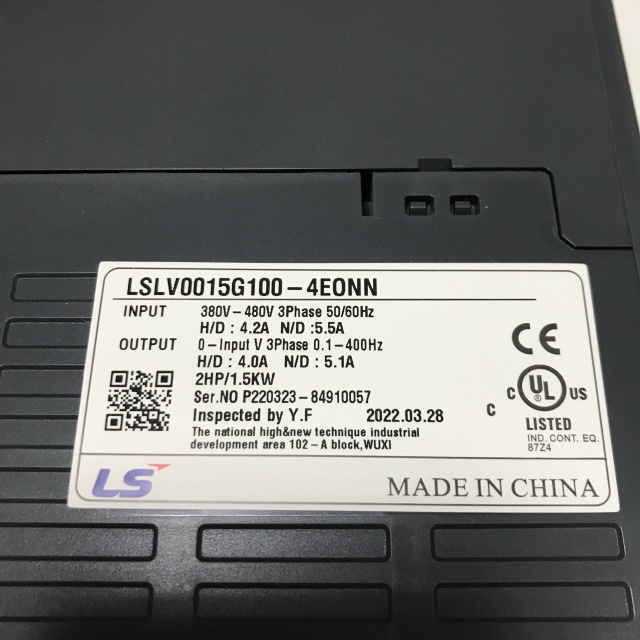 LSLV0015G100-4EONN
INPUT 380V-480V 3Phase 50/60Hz
H/D : 4.2A N/D : 5.5A
OUTPUT 0-Input V 3Phase 0.1-400Hz
H/D : 4.0A N/D : 5.1A
2HP/1.5KW
Ser.NO P220323-84910057
Inspected by Y.F 2022.03.28
The national high&new technique industrial
development area 102-A block,WUXI
CE
C UL US
C
LISTED
IND. CONT. EQ.
87Z4
LS
MADE IN CHINA